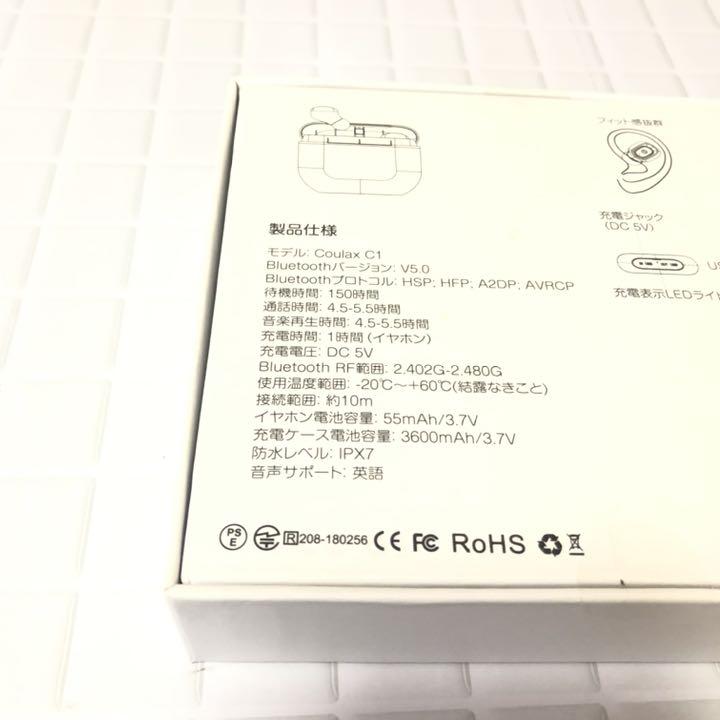 フィット感抜群
充電ジャック
(DC 5V)
充電表示LEDライト
製品仕様
モデル: Coulax C1
Bluetoothバージョン: V5.0
Bluetoothプロトコル: HSP; HFP; A2DP; AVRCP
待機時間: 150時間
通話時間: 4.5-5.5時間
音楽再生時間: 4.5-5.5時間
充電時間: 1時間 (イヤホン)
充電電圧: DC 5V
Bluetooth RF範囲: 2.402G-2.480G
使用温度範囲: -20℃〜+60℃(結露なきこと)
接続範囲: 約10m
イヤホン電池容量: 55mAh/3.7V
充電ケース電池容量: 3600mAh/3.7V
防水レベル: IPX7
音声サポート: 英語
PS E R 208-180256 CE FC RoHS